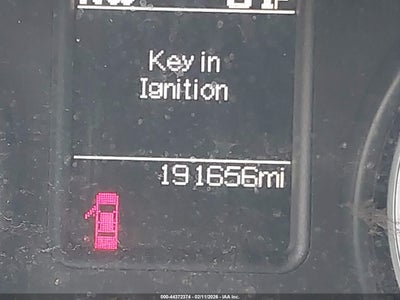 Key in
Ignition
191656mi
000-44372374 - 02/11/2026 - IAA Inc.